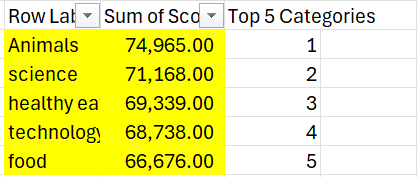 Row Lab Sum of Sco Top 5 Categories
Animals 74,965.00 1
science 71,168.00 2
healthy ea 69,339.00 3
technology 68,738.00 4
food 66,676.00 5